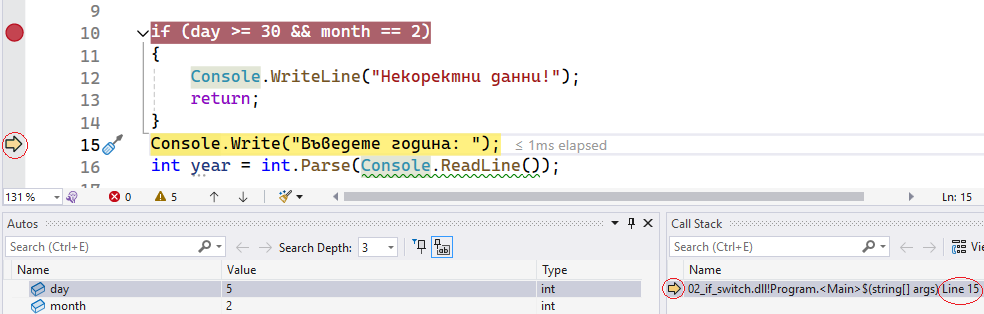 9
10 if (day >= 30 && month == 2)
11 {
12 Console.WriteLine("Некоректни данни!");
13 return;
14 }
15 Console.Write("Въведете година: "); ≤ 1ms elapsed
16 int year = int.Parse(Console.ReadLine());
131 % 0 5 Ln: 15
Autos
Search (Ctrl+E) Search Depth: 3
Name Value Type
day 5 int
month 2 int
Call Stack
Search (Ctrl+E) Vie
Name
02_if_switch.dll!Program.<Main>$(string[] args) Line 15